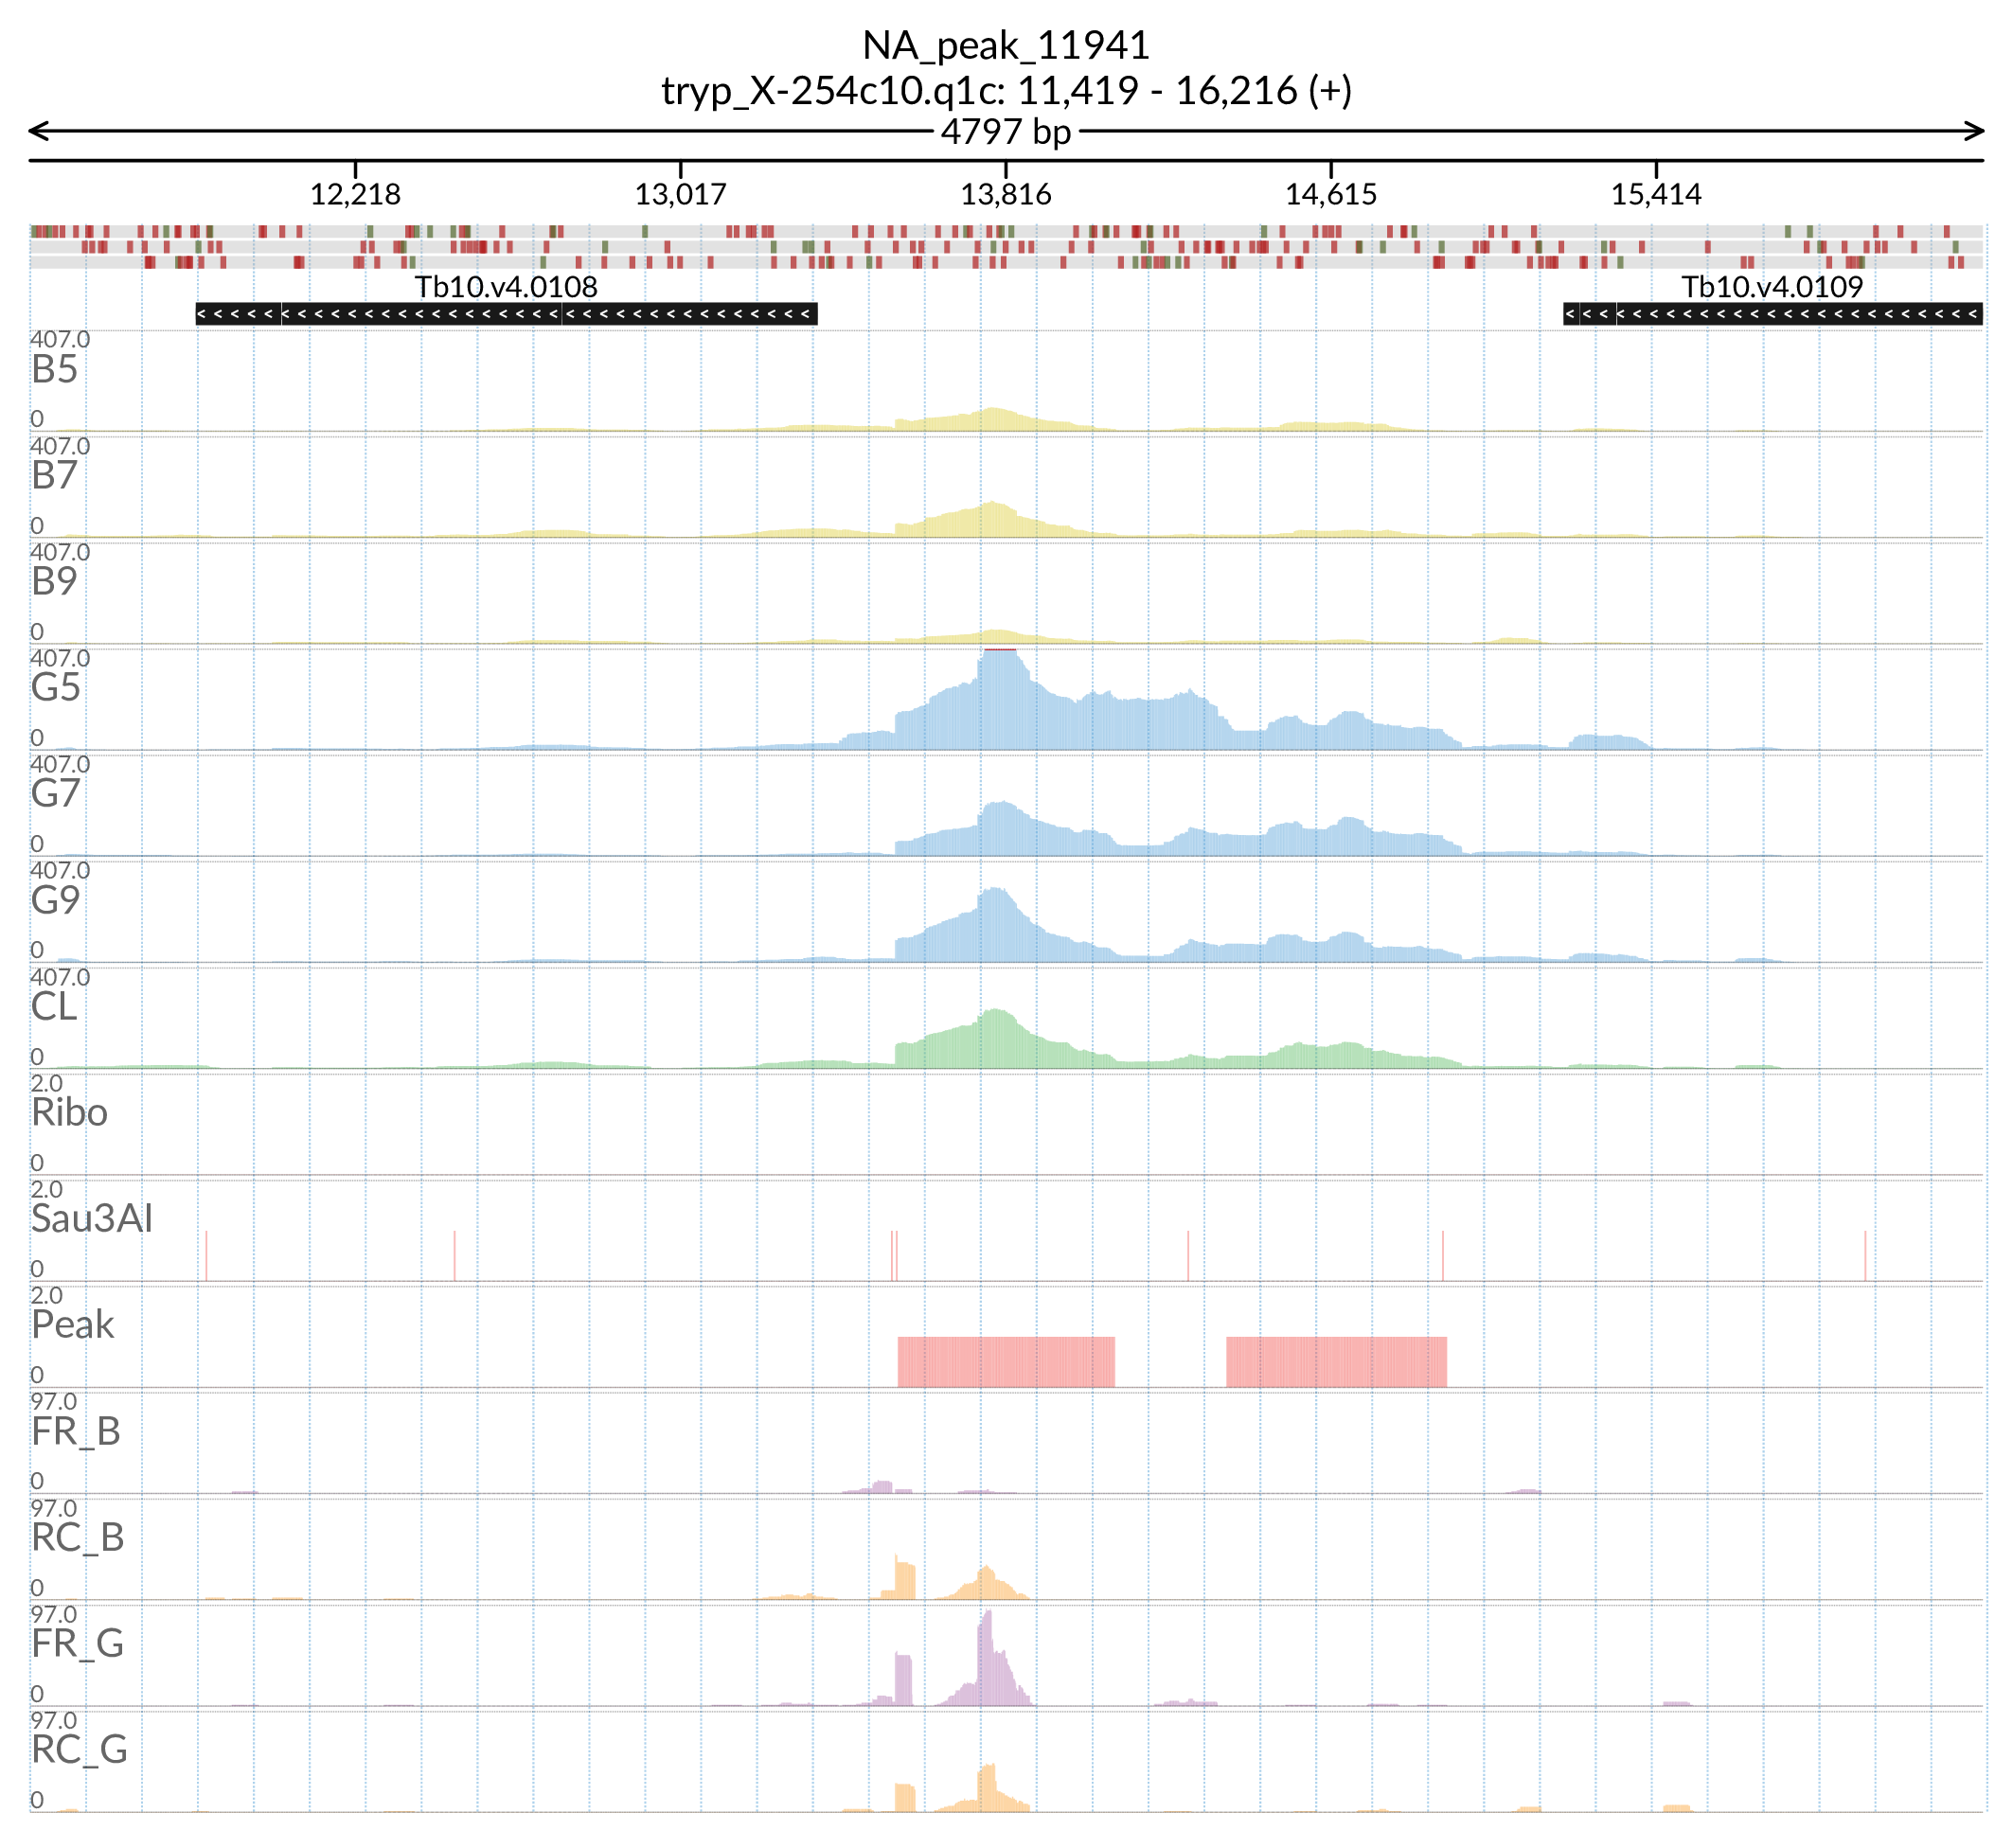 NA_peak_11941
tryp_X-254c10.q1c: 11,419 - 16,216 (+)
4797 bp
12,218 13,017 13,816 14,615 15,414
Tb10.v4.0108 Tb10.v4.0109
407.0
B5
0
407.0
B7
0
407.0
B9
0
407.0
G5
0
407.0
G7
0
407.0
G9
0
407.0
CL
0
2.0
Ribo
0
2.0
Sau3AI
0
2.0
Peak
0
97.0
FR_B
0
97.0
RC_B
0
97.0
FR_G
0
97.0
RC_G
0